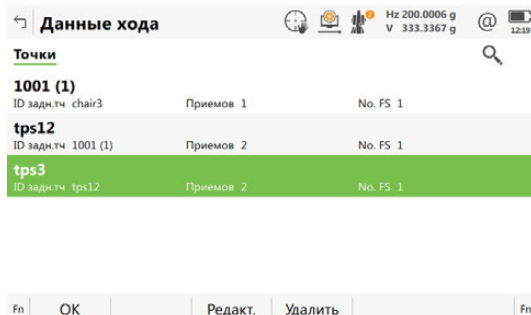 Данные хода
Hz 200.0006 g
V 333.3367 g
@
12:19
Точки
1001 (1)
ID задн.тч chair3 Приемов 1 No. FS 1
tps12
ID задн.тч 1001 (1) Приемов 2 No. FS 1
tps3
ID задн.тч tps12 Приемов 2 No. FS 1
Fn OK Редакт. Удалить Fn